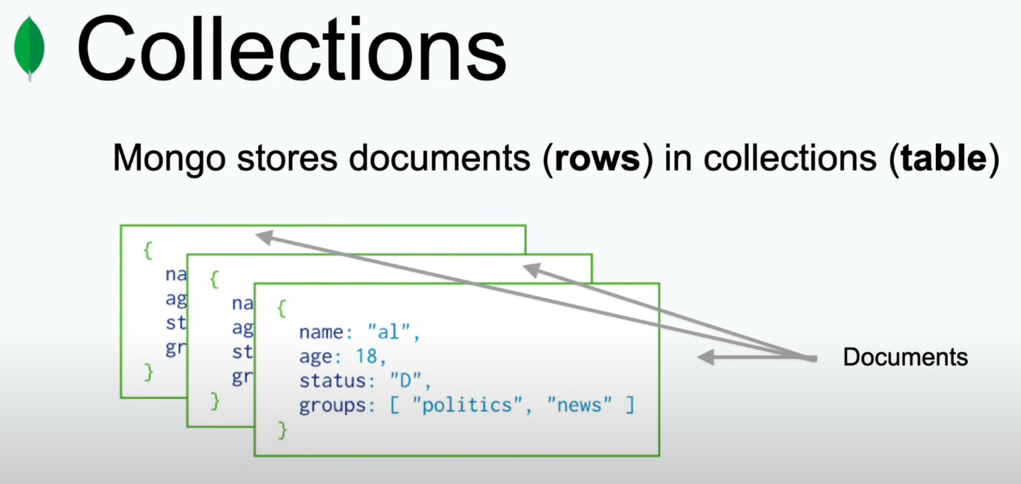 Collections
Mongo stores documents (rows) in collections (table)
{
na
ag
st
gr
}
{
na
ag
st
gr
}
{
name: "al",
age: 18,
status: "D",
groups: [ "politics", "news" ]
}
Documents